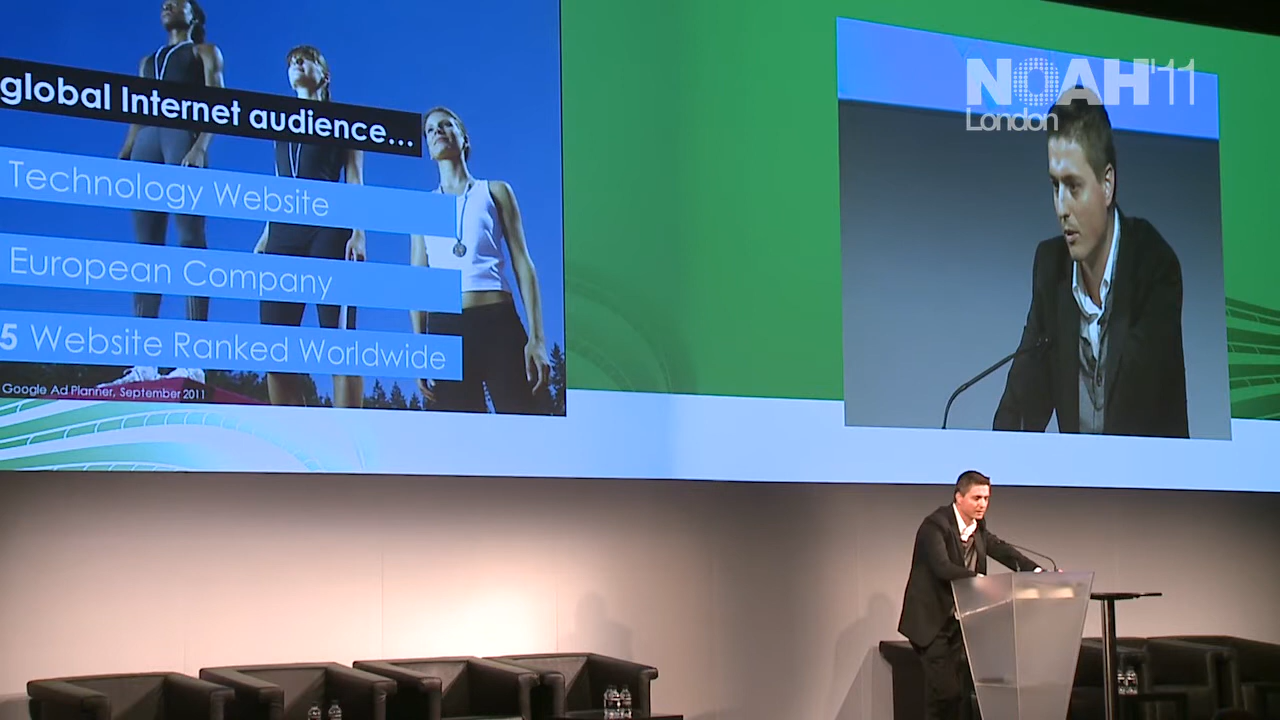 global Internet audience...
Technology Website
European Company
5 Website Ranked Worldwide
Google Ad Planner, September 2011
NOAH'11
London